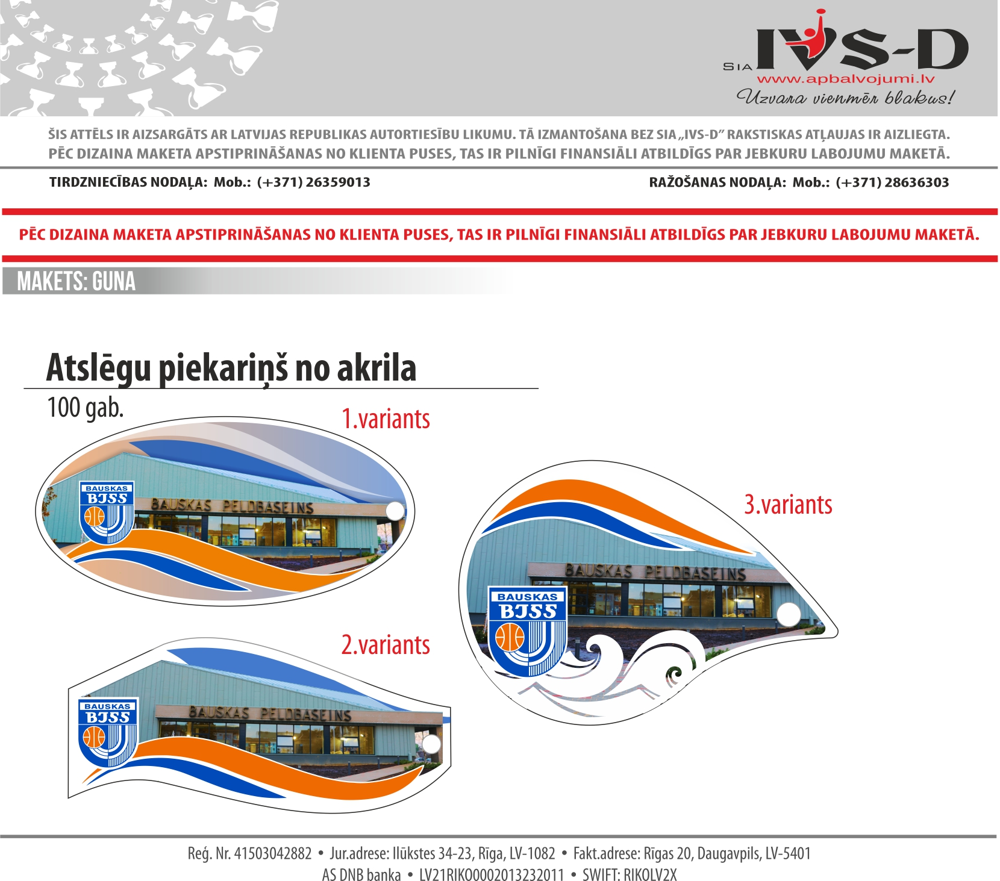 SIA IVS-D
www.apbalvojumi.lv
Uzvara vienmēr blakus!
ŠIS ATTĒLS IR AIZSARGĀTS AR LATVIJAS REPUBLIKAS AUTORTIESĪBU LIKUMU. TĀ IZMANTOŠANA BEZ SIA „IVS-D” RAKSTISKAS ATĻAUJAS IR AIZLIEGTA.
PĒC DIZAINA MAKETA APSTIPRINĀŠANAS NO KLIENTA PUSES, TAS IR PILNĪGI FINANSIĀLI ATBILDĪGS PAR JEBKURU LABOJUMU MAKETĀ.
TIRDZNIECĪBAS NODAĻA: Mob.: (+371) 26359013
RAŽOŠANAS NODAĻA: Mob.: (+371) 28636303
PĒC DIZAINA MAKETA APSTIPRINĀŠANAS NO KLIENTA PUSES, TAS IR PILNĪGI FINANSIĀLI ATBILDĪGS PAR JEBKURU LABOJUMU MAKETĀ.
MAKETS: GUNA
Atslēgu piekariņš no akrila
100 gab.
1.variants
BAUSKAS
BJSS
BAUSKAS PELDBASEINS
2.variants
BAUSKAS
BJSS
BAUSKAS PELDBASEINS
3.variants
BAUSKAS PELDBASEINS
BAUSKAS
BJSS
Reģ. Nr. 41503042882 • Jur.adrese: Ilūkstes 34-23, Rīga, LV-1082 • Fakt.adrese: Rīgas 20, Daugavpils, LV-5401
AS DNB banka • LV21RIKO0002013232011 • SWIFT: RIKOLV2X